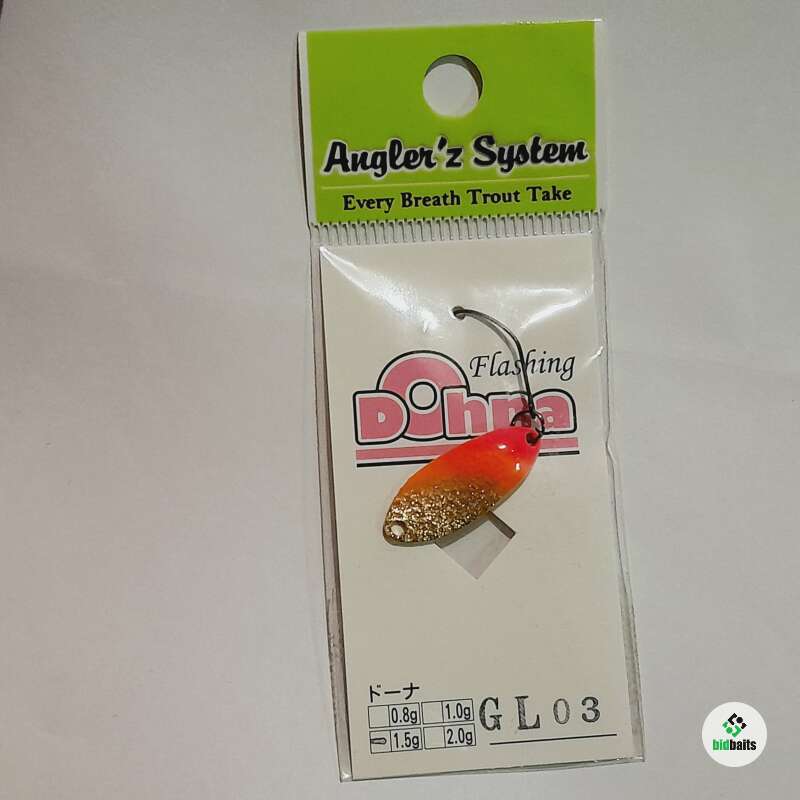 Angler'z System
Every Breath Trout Take
Flashing
Dohna
ドーナ
0.8g 1.0g
1.5g 2.0g
GL03
bidbaits